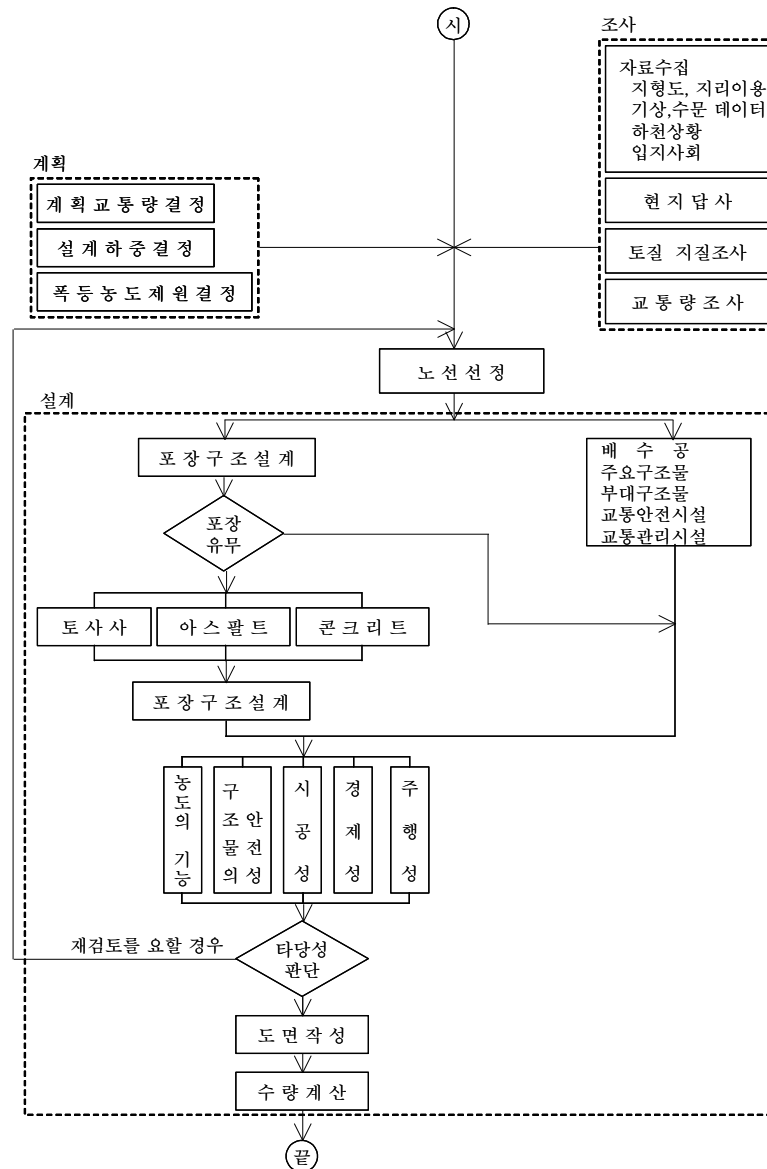 시
조사
자료수집
지형도, 지리이용
기상,수문 데이터
하천상황
입지사회
현 지 답 사
토질 지질조사
교 통 량 조 사
계획
계 획 교 통 량 결 정
설 계 하 중 결 정
폭 등 농 도 제 원 결 정
노 선 선 정
설계
포 장 구 조 설 계
배 수 공
주요구조물
부대구조물
교통안전시설
교통관리시설
포장
유무
토 사 사
아 스 팔 트
콘 크 리 트
포 장 구 조 설 계
농도의 기능
구조물의
안전성
시 공 성
경 제 성
주 행 성
재검토를 요할 경우
타당성
판단
도 면 작 성
수 량 계 산
끝